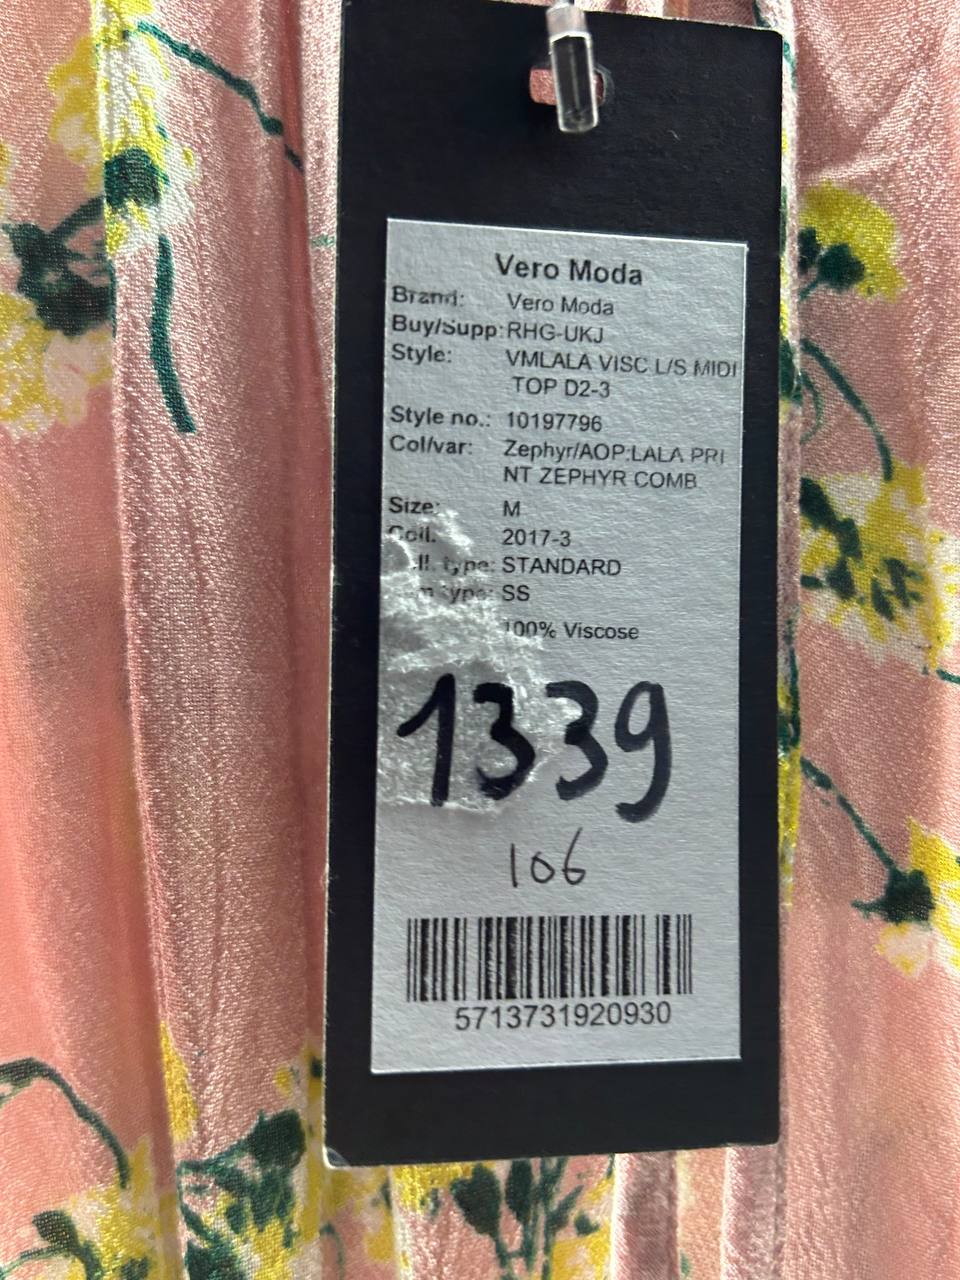 Vero Moda
Brand: Vero Moda
Buy/Supp: RHG-UKJ
Style: VMLALA VISC L/S MIDI
TOP D2-3
Style no.: 10197796
Col/var: Zephyr/AOP:LALA PRI
NT ZEPHYR COMB
Size: M
Coll. 2017-3
type: STANDARD
type: SS
100% Viscose
1339
106
5713731920930